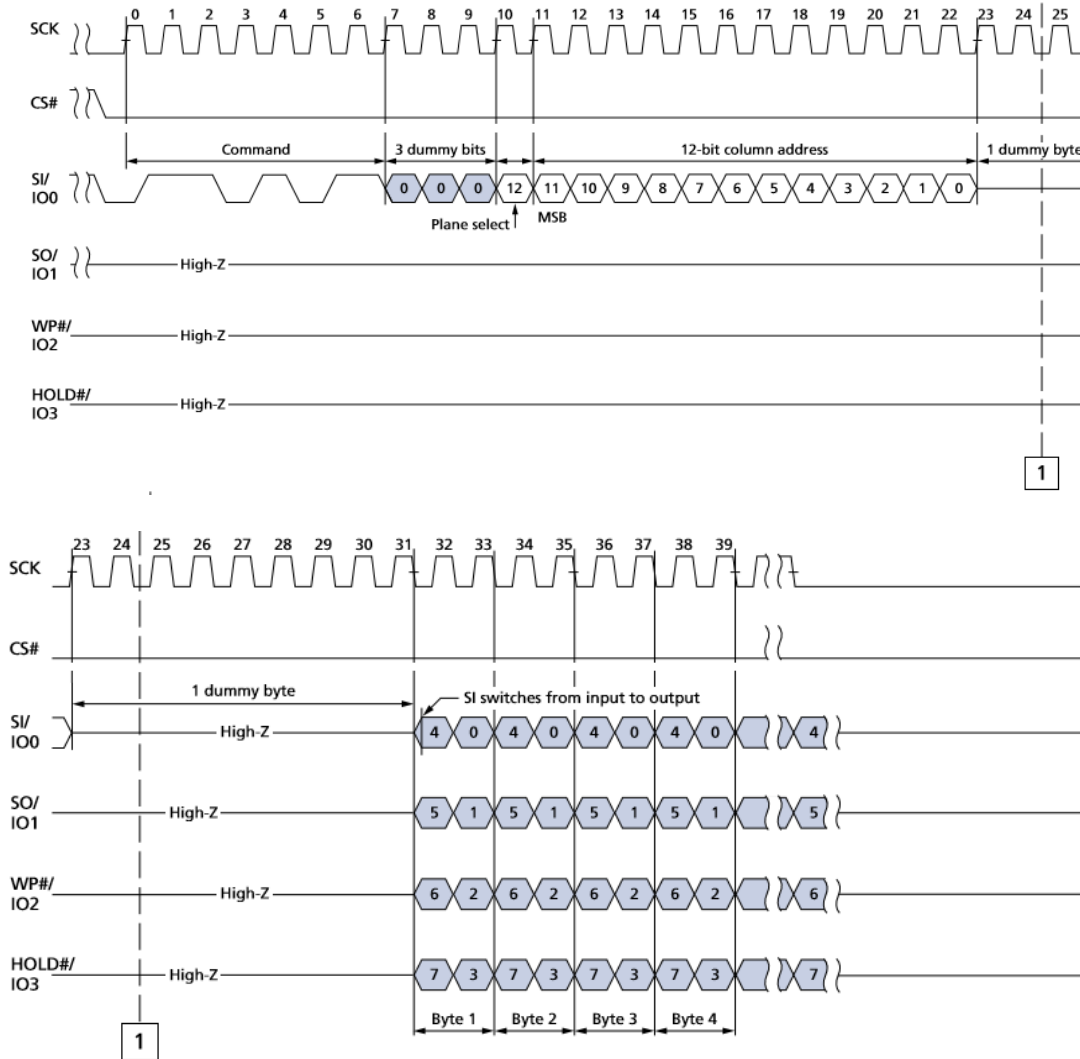 0 1 2 3 4 5 6 7 8 9 10 11 12 13 14 15 16 17 18 19 20 21 22 23 24 25
SCK
CS#
Command 3 dummy bits 12-bit column address 1 dummy byte
SI/
IO0
0 0 0 12 11 10 9 8 7 6 5 4 3 2 1 0
Plane select MSB
SO/
IO1
High-Z
WP#/
IO2
High-Z
HOLD#/
IO3
High-Z
1
23 24 25 26 27 28 29 30 31 32 33 34 35 36 37 38 39
SCK
CS#
1 dummy byte
SI switches from input to output
SI/
IO0
High-Z 4 0 4 0 4 0 4 0 4
SO/
IO1
High-Z 5 1 5 1 5 1 5 1 5
WP#/
IO2
High-Z 6 2 6 2 6 2 6 2 6
HOLD#/
IO3
High-Z 7 3 7 3 7 3 7 3 7
Byte 1 Byte 2 Byte 3 Byte 4
1